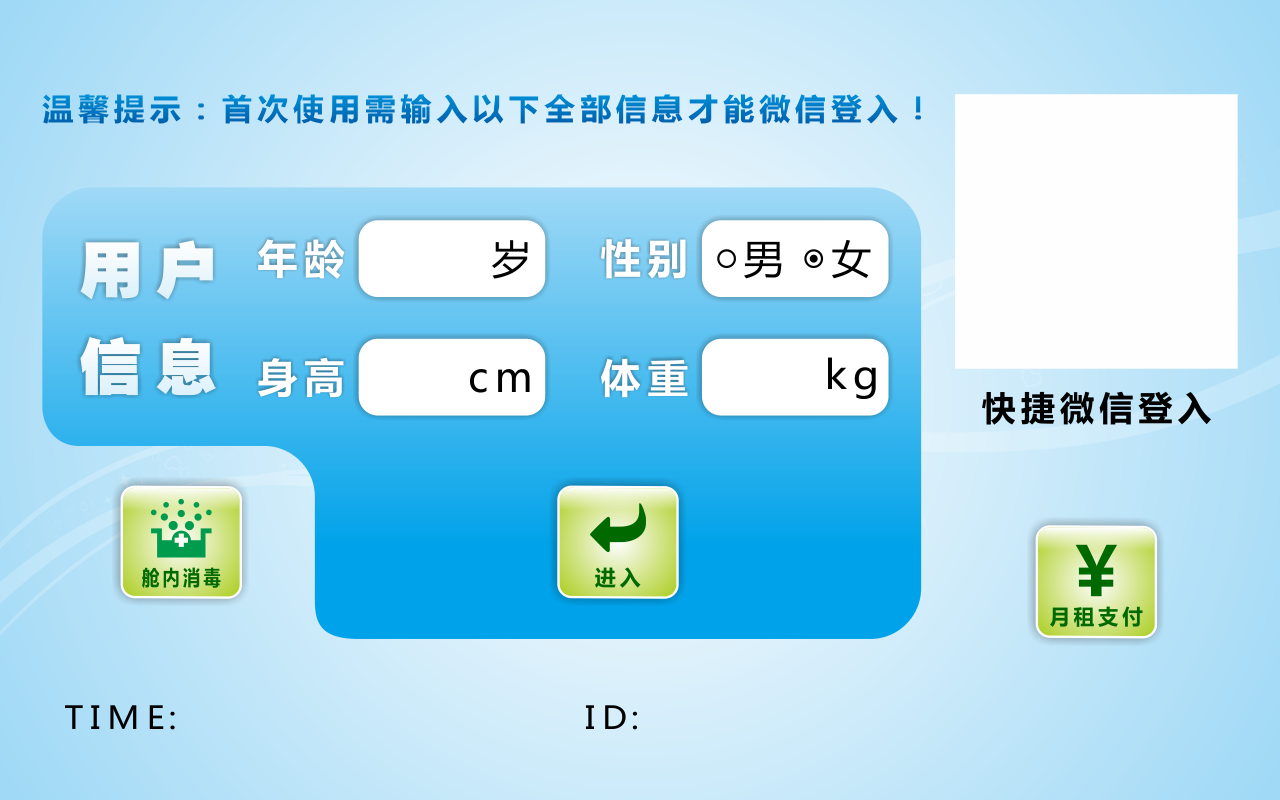 温馨提示：首次使用需输入以下全部信息才能微信登入！
用户
信息
年龄 岁 性别 ○男 ⊙女
身高 cm 体重 kg
快捷微信登入
舱内消毒
进入
¥
月租支付
TIME: ID: